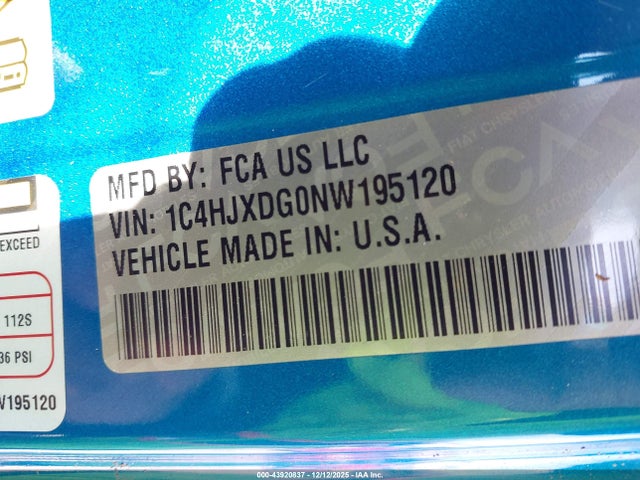 MFD BY: FCA US LLC
VIN: 1C4HJXDG0NW195120
VEHICLE MADE IN: U.S.A.
EXCEED
112S
36 PSI
W195120
000-43920837 - 12/12/2025 - IAA Inc.